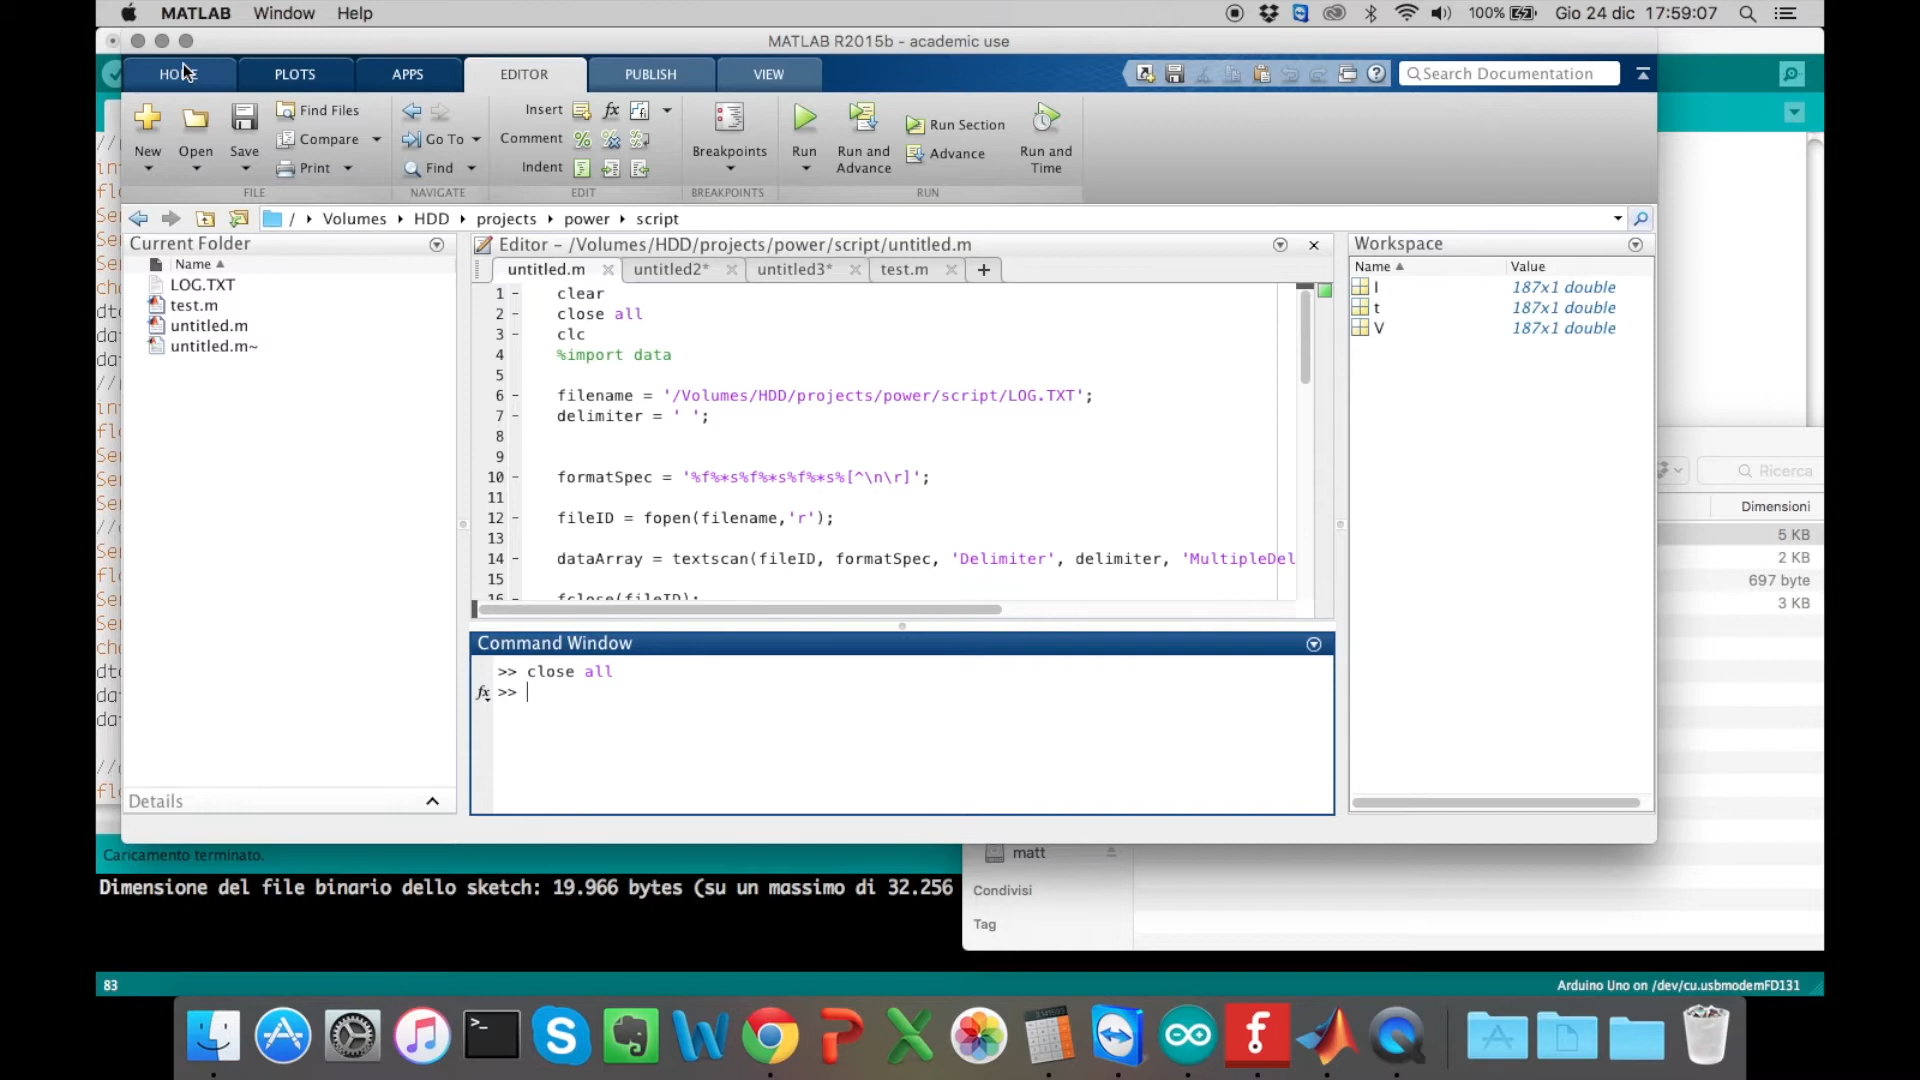 MATLAB Window Help
100% Gio 24 dic 17:59:07
MATLAB R2015b - academic use
HOME PLOTS APPS EDITOR PUBLISH VIEW
Search Documentation
New
Open
Save
Find Files
Compare
Print
FILE
Go To
Find
NAVIGATE
Insert
Comment
Indent
EDIT
Breakpoints
BREAKPOINTS
Run
Run and
Advance
Run Section
Advance
Run and
Time
RUN
/ Volumes HDD projects power script
Current Folder
Name
LOG.TXT
test.m
untitled.m
untitled.m~
Details
Editor - /Volumes/HDD/projects/power/script/untitled.m
untitled.m untitled2* untitled3* test.m
1 - clear
2 - close all
3 - clc
4 %import data
5
6 - filename = '/Volumes/HDD/projects/power/script/LOG.TXT';
7 - delimiter = ' ';
8
9
10 - formatSpec = '%f%*s%f%*s%f%*s%[^\n\r]';
11
12 - fileID = fopen(filename,'r');
13
14 - dataArray = textscan(fileID, formatSpec, 'Delimiter', delimiter, 'MultipleDel
15
16 - fclose(fileID);
Command Window
>> close all
fx >>
Workspace
Name Value
I 187x1 double
t 187x1 double
V 187x1 double
Ricerca
Dimensioni
5 KB
2 KB
697 byte
3 KB
matt
Condivisi
Tag
Caricamento terminato.
Dimensione del file binario dello sketch: 19.966 bytes (su un massimo di 32.256
83
Arduino Uno on /dev/cu.usbmodemFD131